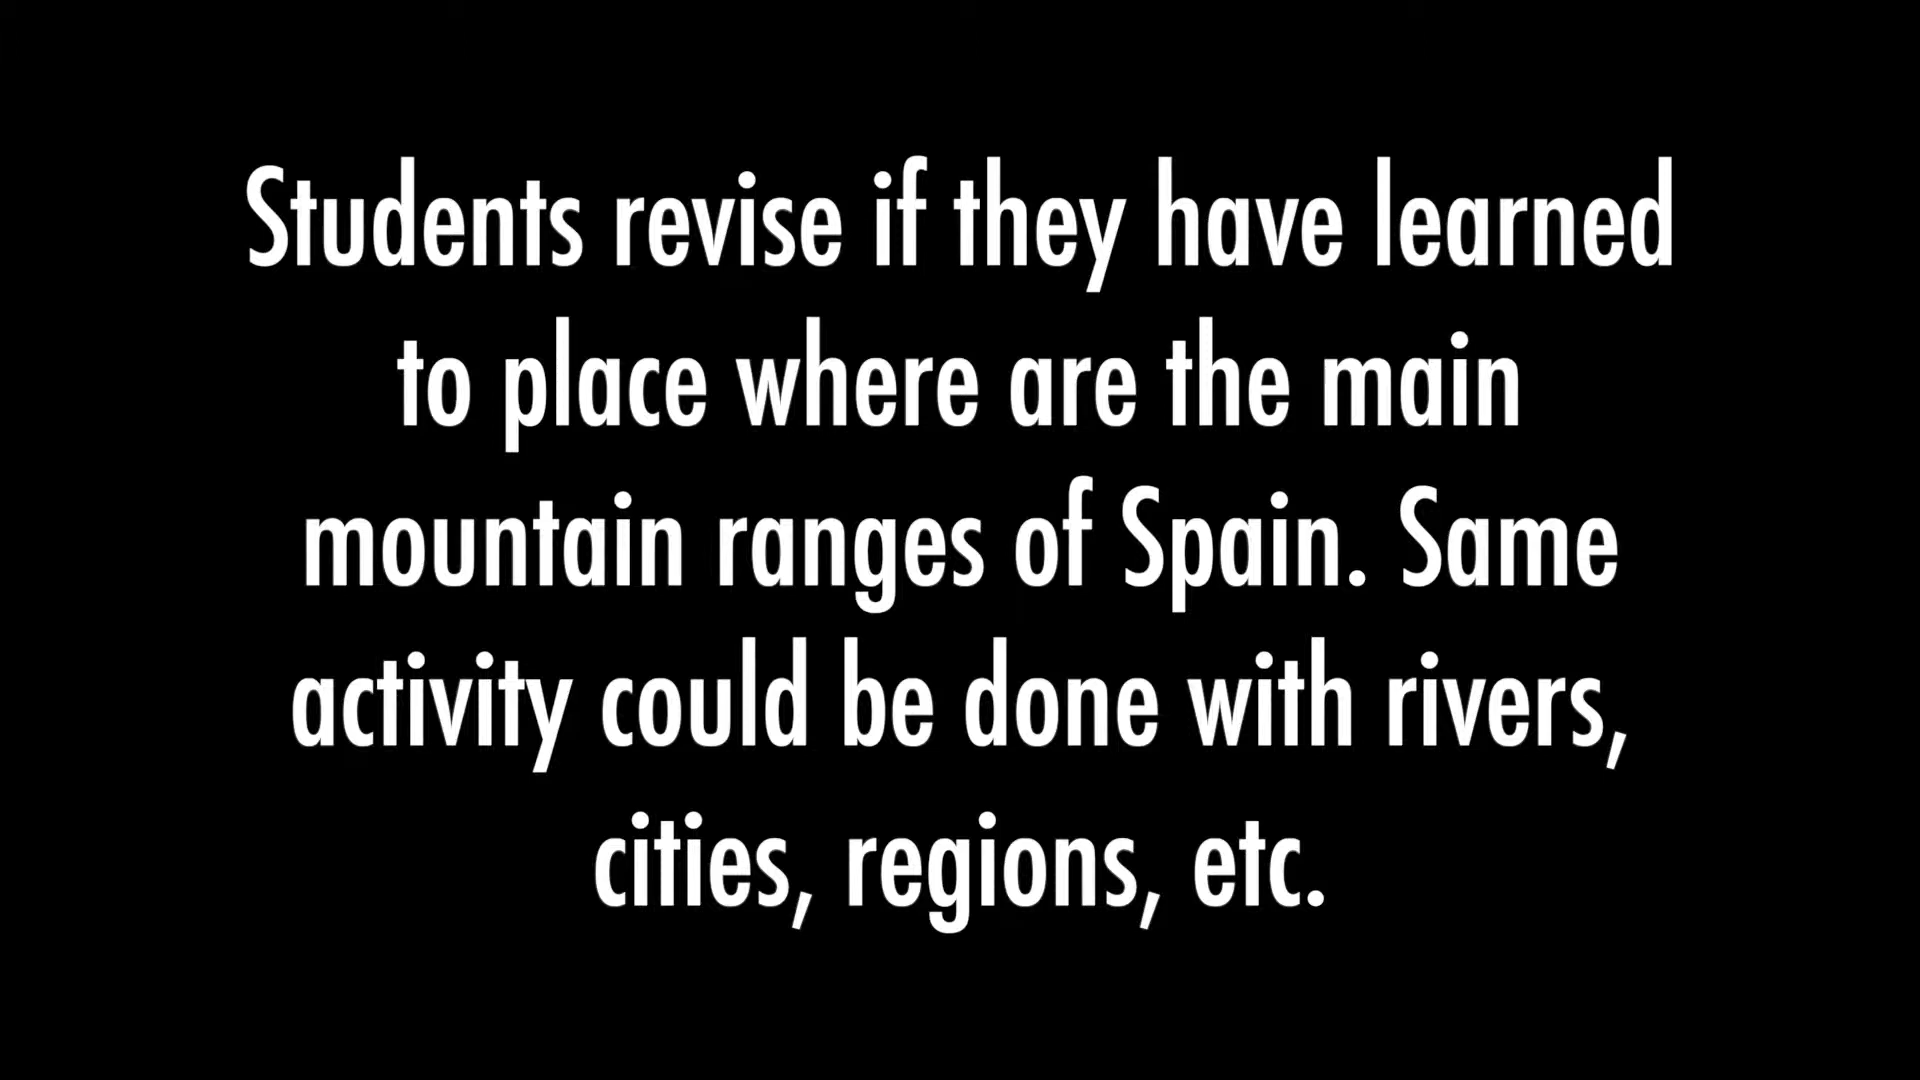 Students revise if they have learned
to place where are the main
mountain ranges of Spain. Same
activity could be done with rivers,
cities, regions, etc.